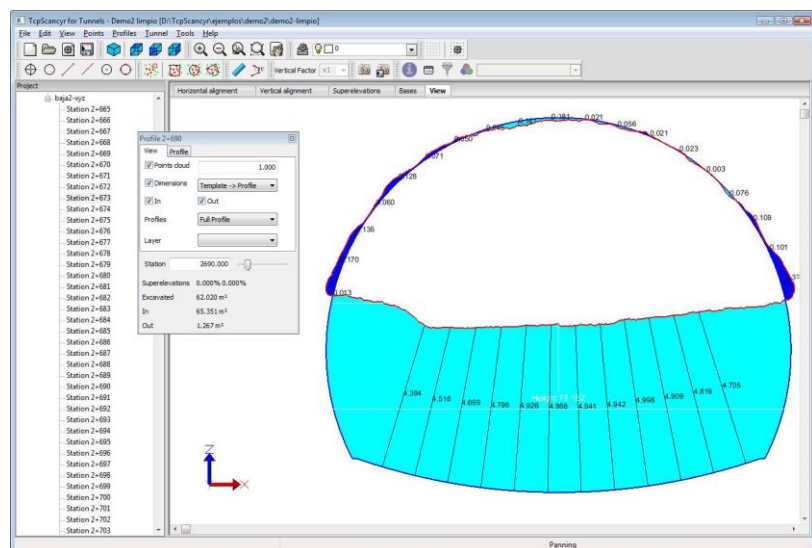 TcpScancyr for Tunnels - Demo2 limpio [D:\TcpScancyr\ejemplos\demo2\demo2-limpio]
File Edit View Points Profiles Tunnel Tools Help
0
Vertical Factor x1
Project
Horizontal alignment Vertical alignment Superelevations Bases View
baja2-xyz
Station 2+665
Station 2+666
Station 2+667
Station 2+668
Station 2+669
Station 2+670
Station 2+671
Station 2+672
Station 2+673
Station 2+674
Station 2+675
Station 2+676
Station 2+677
Station 2+678
Station 2+679
Station 2+680
Station 2+681
Station 2+682
Station 2+683
Station 2+684
Station 2+685
Station 2+686
Station 2+687
Station 2+688
Station 2+689
Station 2+690
Station 2+691
Station 2+692
Station 2+693
Station 2+694
Station 2+695
Station 2+696
Station 2+697
Station 2+698
Station 2+699
Station 2+700
Station 2+701
Station 2+702
Station 2+703
Profile 2+690
View Profile
Points cloud 1.000
Dimensions Template -> Profile
In Out
Profiles Full Profile
Layer
Station 2690.000
Superelevations 0.000% 0.000%
Excavated 62.020 m²
In 65.351 m²
Out 1.267 m²
0.021
.056
0.021
0.023
0.003
0.076
0.109
0.101
.050
.071
.128
.060
.136
.170
0.013
4.394
4.516
4.669
4.796
4.926
4.941
4.942
4.998
4.909
4.819
4.705
Z
X
Panning